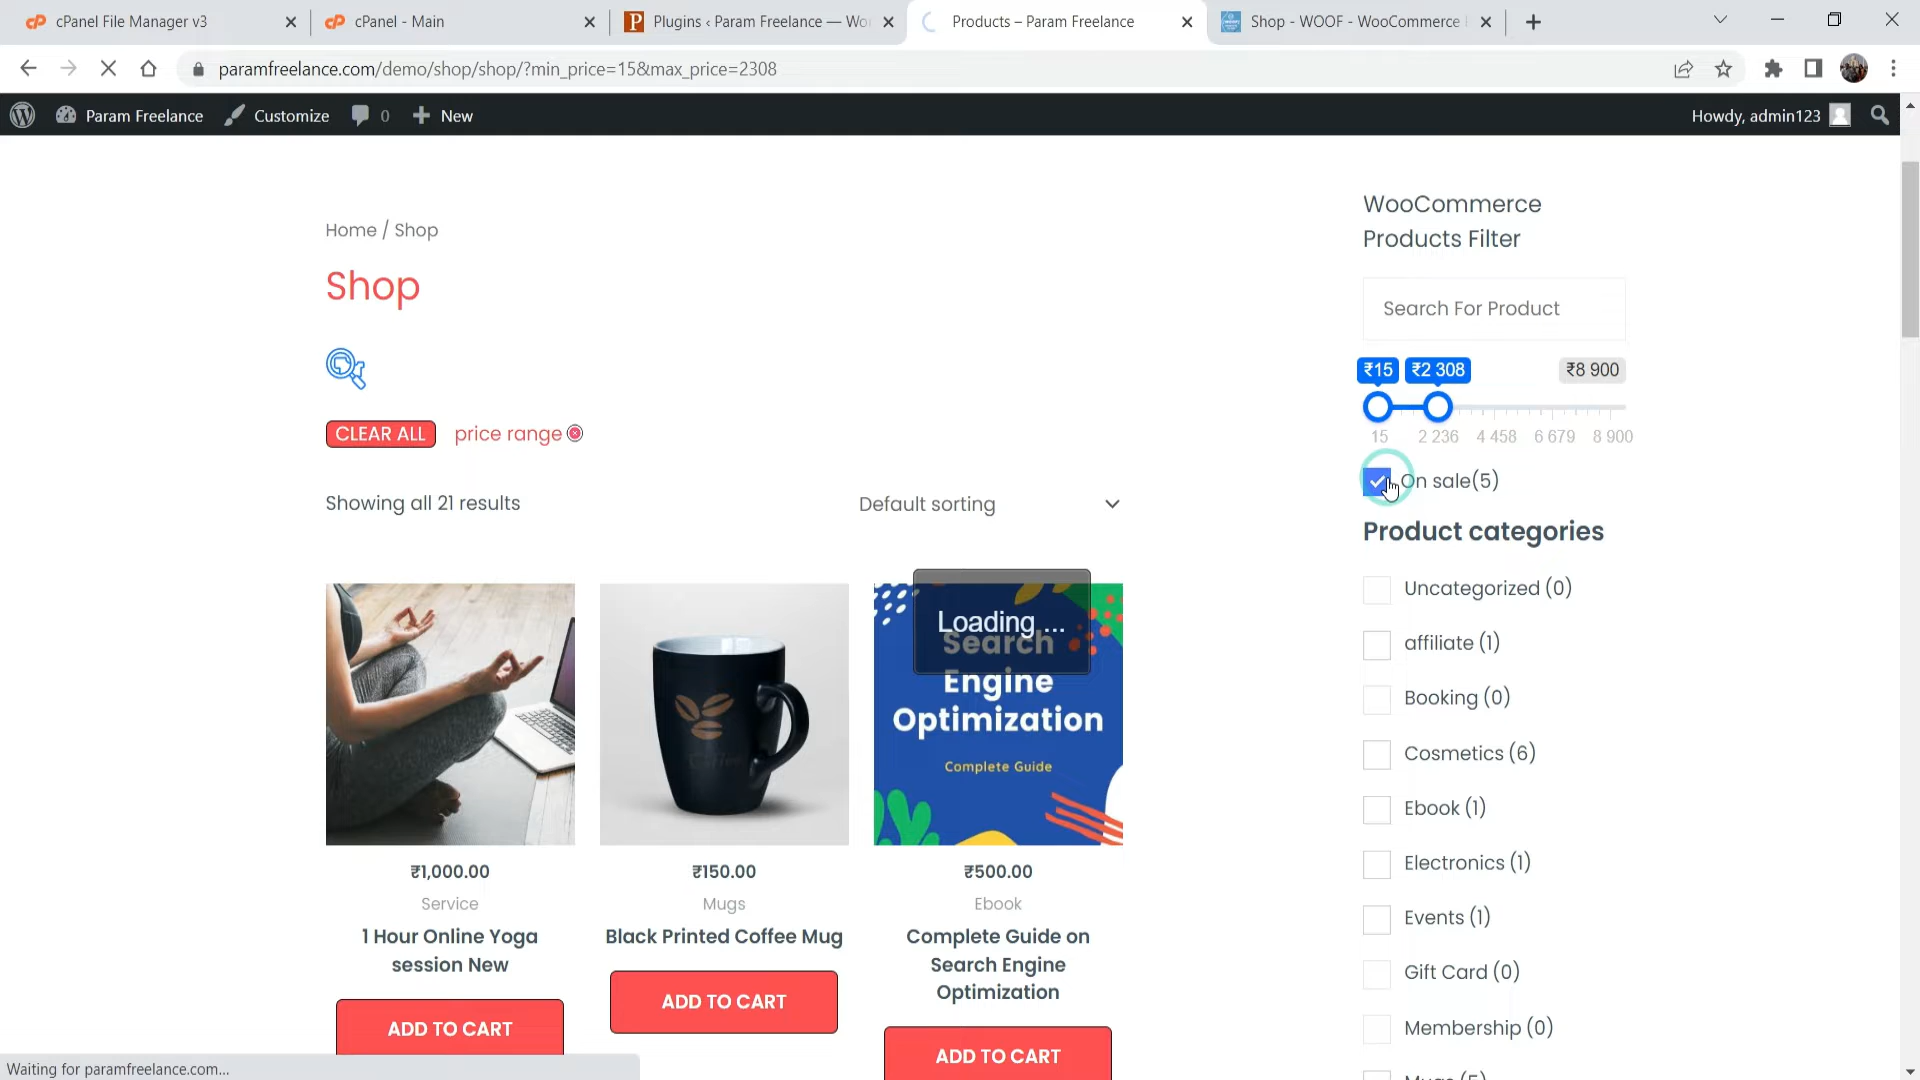 cPanel File Manager v3
cPanel - Main
Plugins ‹ Param Freelance — Wo
Products – Param Freelance
Shop - WOOF - WooCommerce
paramfreelance.com/demo/shop/shop/?min_price=15&max_price=2308
Param Freelance
Customize
0
New
Howdy, admin123
Home / Shop
Shop
CLEAR ALL
price range
Showing all 21 results
Default sorting
Loading ...
Search
Engine
Optimization
Complete Guide
₹1,000.00
Service
1 Hour Online Yoga
session New
ADD TO CART
₹150.00
Mugs
Black Printed Coffee Mug
ADD TO CART
₹500.00
Ebook
Complete Guide on
Search Engine
Optimization
ADD TO CART
WooCommerce
Products Filter
Search For Product
₹15 ₹2 308 ₹8 900
15 2 236 4 458 6 679 8 900
On sale(5)
Product categories
Uncategorized (0)
affiliate (1)
Booking (0)
Cosmetics (6)
Ebook (1)
Electronics (1)
Events (1)
Gift Card (0)
Membership (0)
Mugs (5)
Waiting for paramfreelance.com...